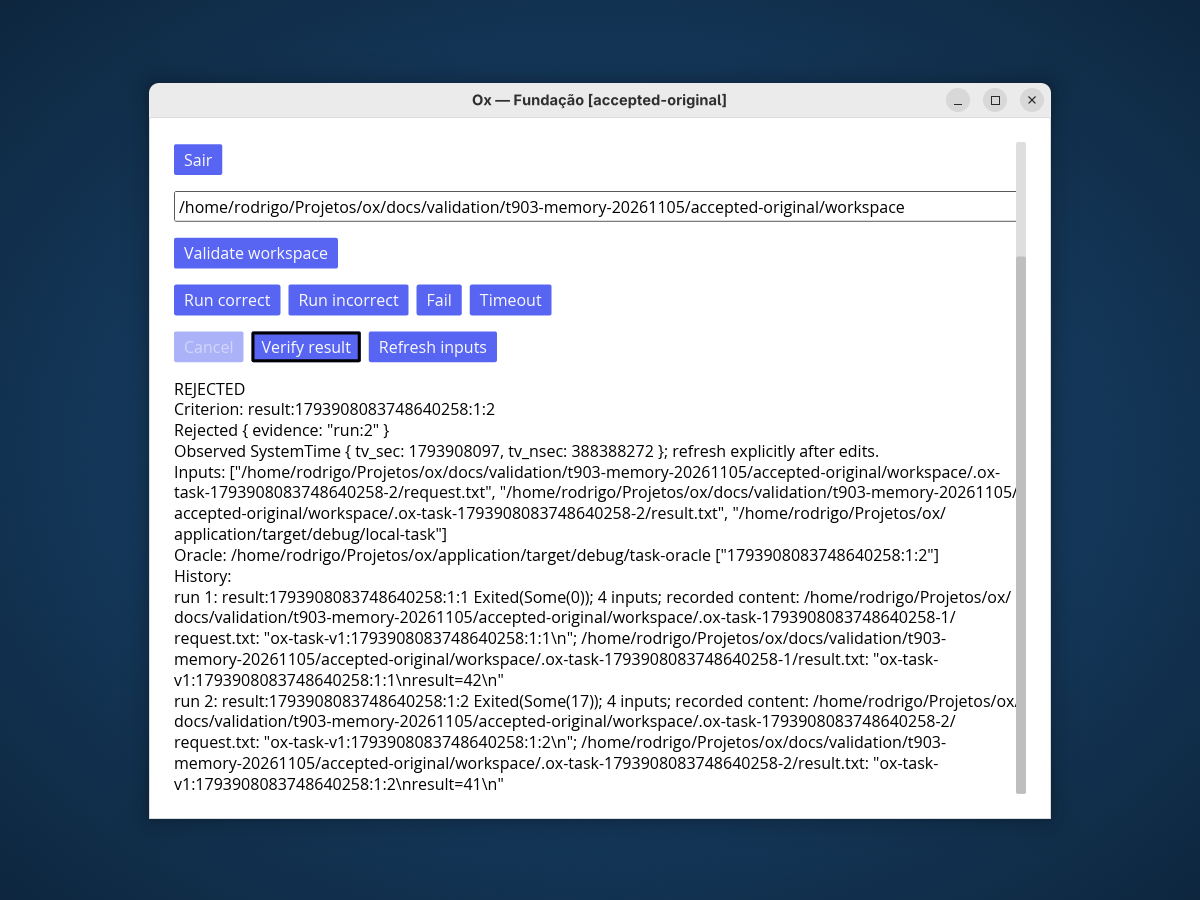 Ox — Fundação [accepted-original]
Sair
/home/rodrigo/Projetos/ox/docs/validation/t903-memory-20261105/accepted-original/workspace
Validate workspace
Run correct Run incorrect Fail Timeout
Cancel Verify result Refresh inputs
REJECTED
Criterion: result:1793908083748640258:1:2
Rejected { evidence: "run:2" }
Observed SystemTime { tv_sec: 1793908097, tv_nsec: 388388272 }; refresh explicitly after edits.
Inputs: ["/home/rodrigo/Projetos/ox/docs/validation/t903-memory-20261105/accepted-original/workspace/.ox-
task-1793908083748640258-2/request.txt", "/home/rodrigo/Projetos/ox/docs/validation/t903-memory-20261105/
accepted-original/workspace/.ox-task-1793908083748640258-2/result.txt", "/home/rodrigo/Projetos/ox/
application/target/debug/local-task"]
Oracle: /home/rodrigo/Projetos/ox/application/target/debug/task-oracle ["1793908083748640258:1:2"]
History:
run 1: result:1793908083748640258:1:1 Exited(Some(0)); 4 inputs; recorded content: /home/rodrigo/Projetos/ox/
docs/validation/t903-memory-20261105/accepted-original/workspace/.ox-task-1793908083748640258-1/
request.txt: "ox-task-v1:1793908083748640258:1:1\n"; /home/rodrigo/Projetos/ox/docs/validation/t903-
memory-20261105/accepted-original/workspace/.ox-task-1793908083748640258-1/result.txt: "ox-task-
v1:1793908083748640258:1:1\nresult=42\n"
run 2: result:1793908083748640258:1:2 Exited(Some(17)); 4 inputs; recorded content: /home/rodrigo/Projetos/ox/
docs/validation/t903-memory-20261105/accepted-original/workspace/.ox-task-1793908083748640258-2/
request.txt: "ox-task-v1:1793908083748640258:1:2\n"; /home/rodrigo/Projetos/ox/docs/validation/t903-
memory-20261105/accepted-original/workspace/.ox-task-1793908083748640258-2/result.txt: "ox-task-
v1:1793908083748640258:1:2\nresult=41\n"